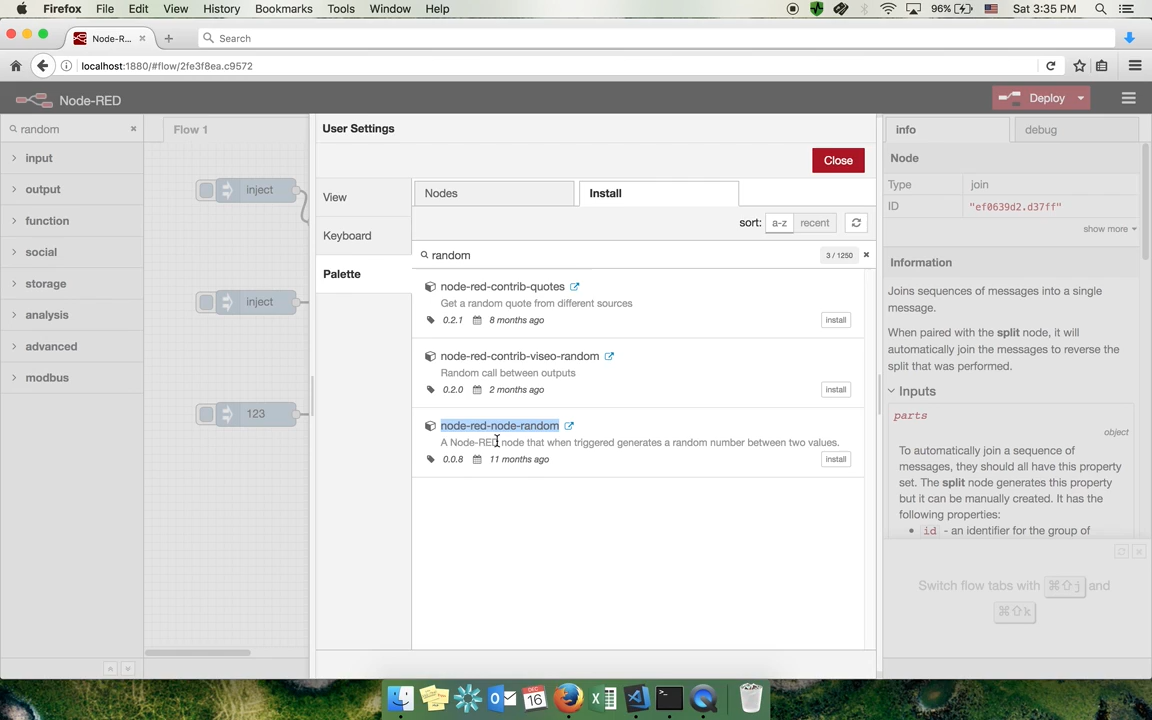 Firefox File Edit View History Bookmarks Tools Window Help 96% Sat 3:35 PM
Node-R... Search
localhost:1880/#flow/2fe3f8ea.c9572
Node-RED Deploy
random
input
output
function
social
storage
analysis
advanced
modbus
Flow 1
inject
inject
123
User Settings
Close
View
Keyboard
Palette
Nodes Install
sort: a-z recent
random 3 / 1250
node-red-contrib-quotes
Get a random quote from different sources
0.2.1 8 months ago install
node-red-contrib-viseo-random
Random call between outputs
0.2.0 2 months ago install
node-red-node-random
A Node-RED node that when triggered generates a random number between two values.
0.0.8 11 months ago install
info debug
Node
Type join
ID "ef0639d2.d37ff"
show more
Information
Joins sequences of messages into a single
message.
When paired with the split node, it will
automatically join the messages to reverse the
split that was performed.
Inputs
parts
object
To automatically join a sequence of
messages, they should all have this property
set. The split node generates this property
but it can be manually created. It has the
following properties:
id - an identifier for the group of
Switch flow tabs with ⌘⇧j and
⌘⇧k
DEC
16